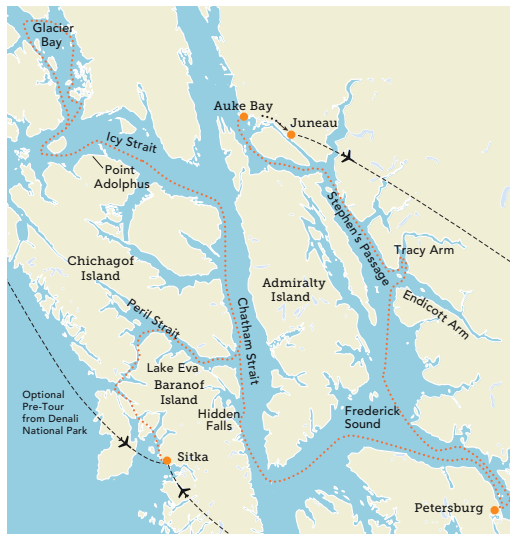 Glacier
Bay
Auke Bay
Juneau
Icy Strait
Point
Adolphus
Stephen's Passage
Tracy Arm
Chichagof
Island
Admiralty
Island
Endicott Arm
Peril Strait
Chatham Strait
Lake Eva
Baranof
Island
Optional
Pre-Tour
from Denali
National Park
Hidden
Falls
Frederick
Sound
Sitka
Petersburg